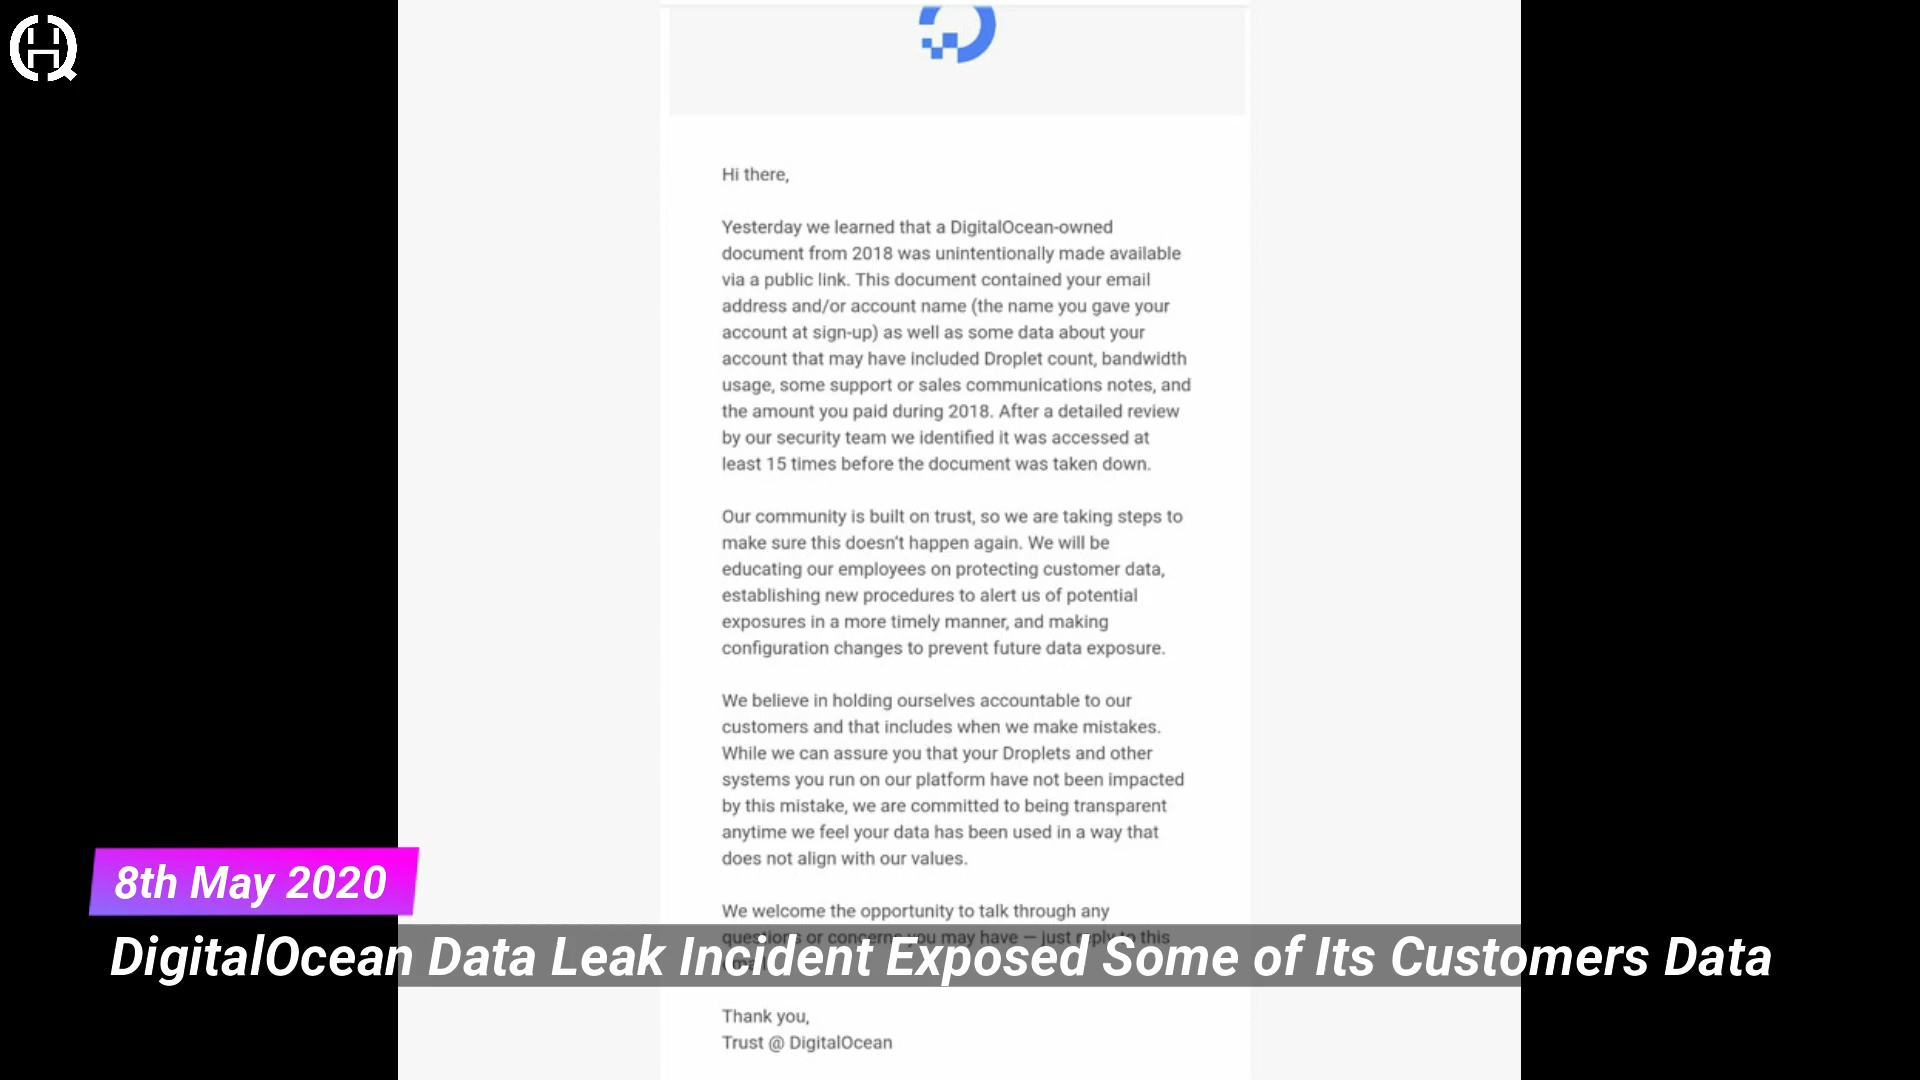 Hi there,
Yesterday we learned that a DigitalOcean-owned
document from 2018 was unintentionally made available
via a public link. This document contained your email
address and/or account name (the name you gave your
account at sign-up) as well as some data about your
account that may have included Droplet count, bandwidth
usage, some support or sales communications notes, and
the amount you paid during 2018. After a detailed review
by our security team we identified it was accessed at
least 15 times before the document was taken down.
Our community is built on trust, so we are taking steps to
make sure this doesn't happen again. We will be
educating our employees on protecting customer data,
establishing new procedures to alert us of potential
exposures in a more timely manner, and making
configuration changes to prevent future data exposure.
We believe in holding ourselves accountable to our
customers and that includes when we make mistakes.
While we can assure you that your Droplets and other
systems you run on our platform have not been impacted
by this mistake, we are committed to being transparent
anytime we feel your data has been used in a way that
does not align with our values.
We welcome the opportunity to talk through any
questions or concerns you may have — just reply to this
Thank you,
Trust @ DigitalOcean
8th May 2020
DigitalOcean Data Leak Incident Exposed Some of Its Customers Data